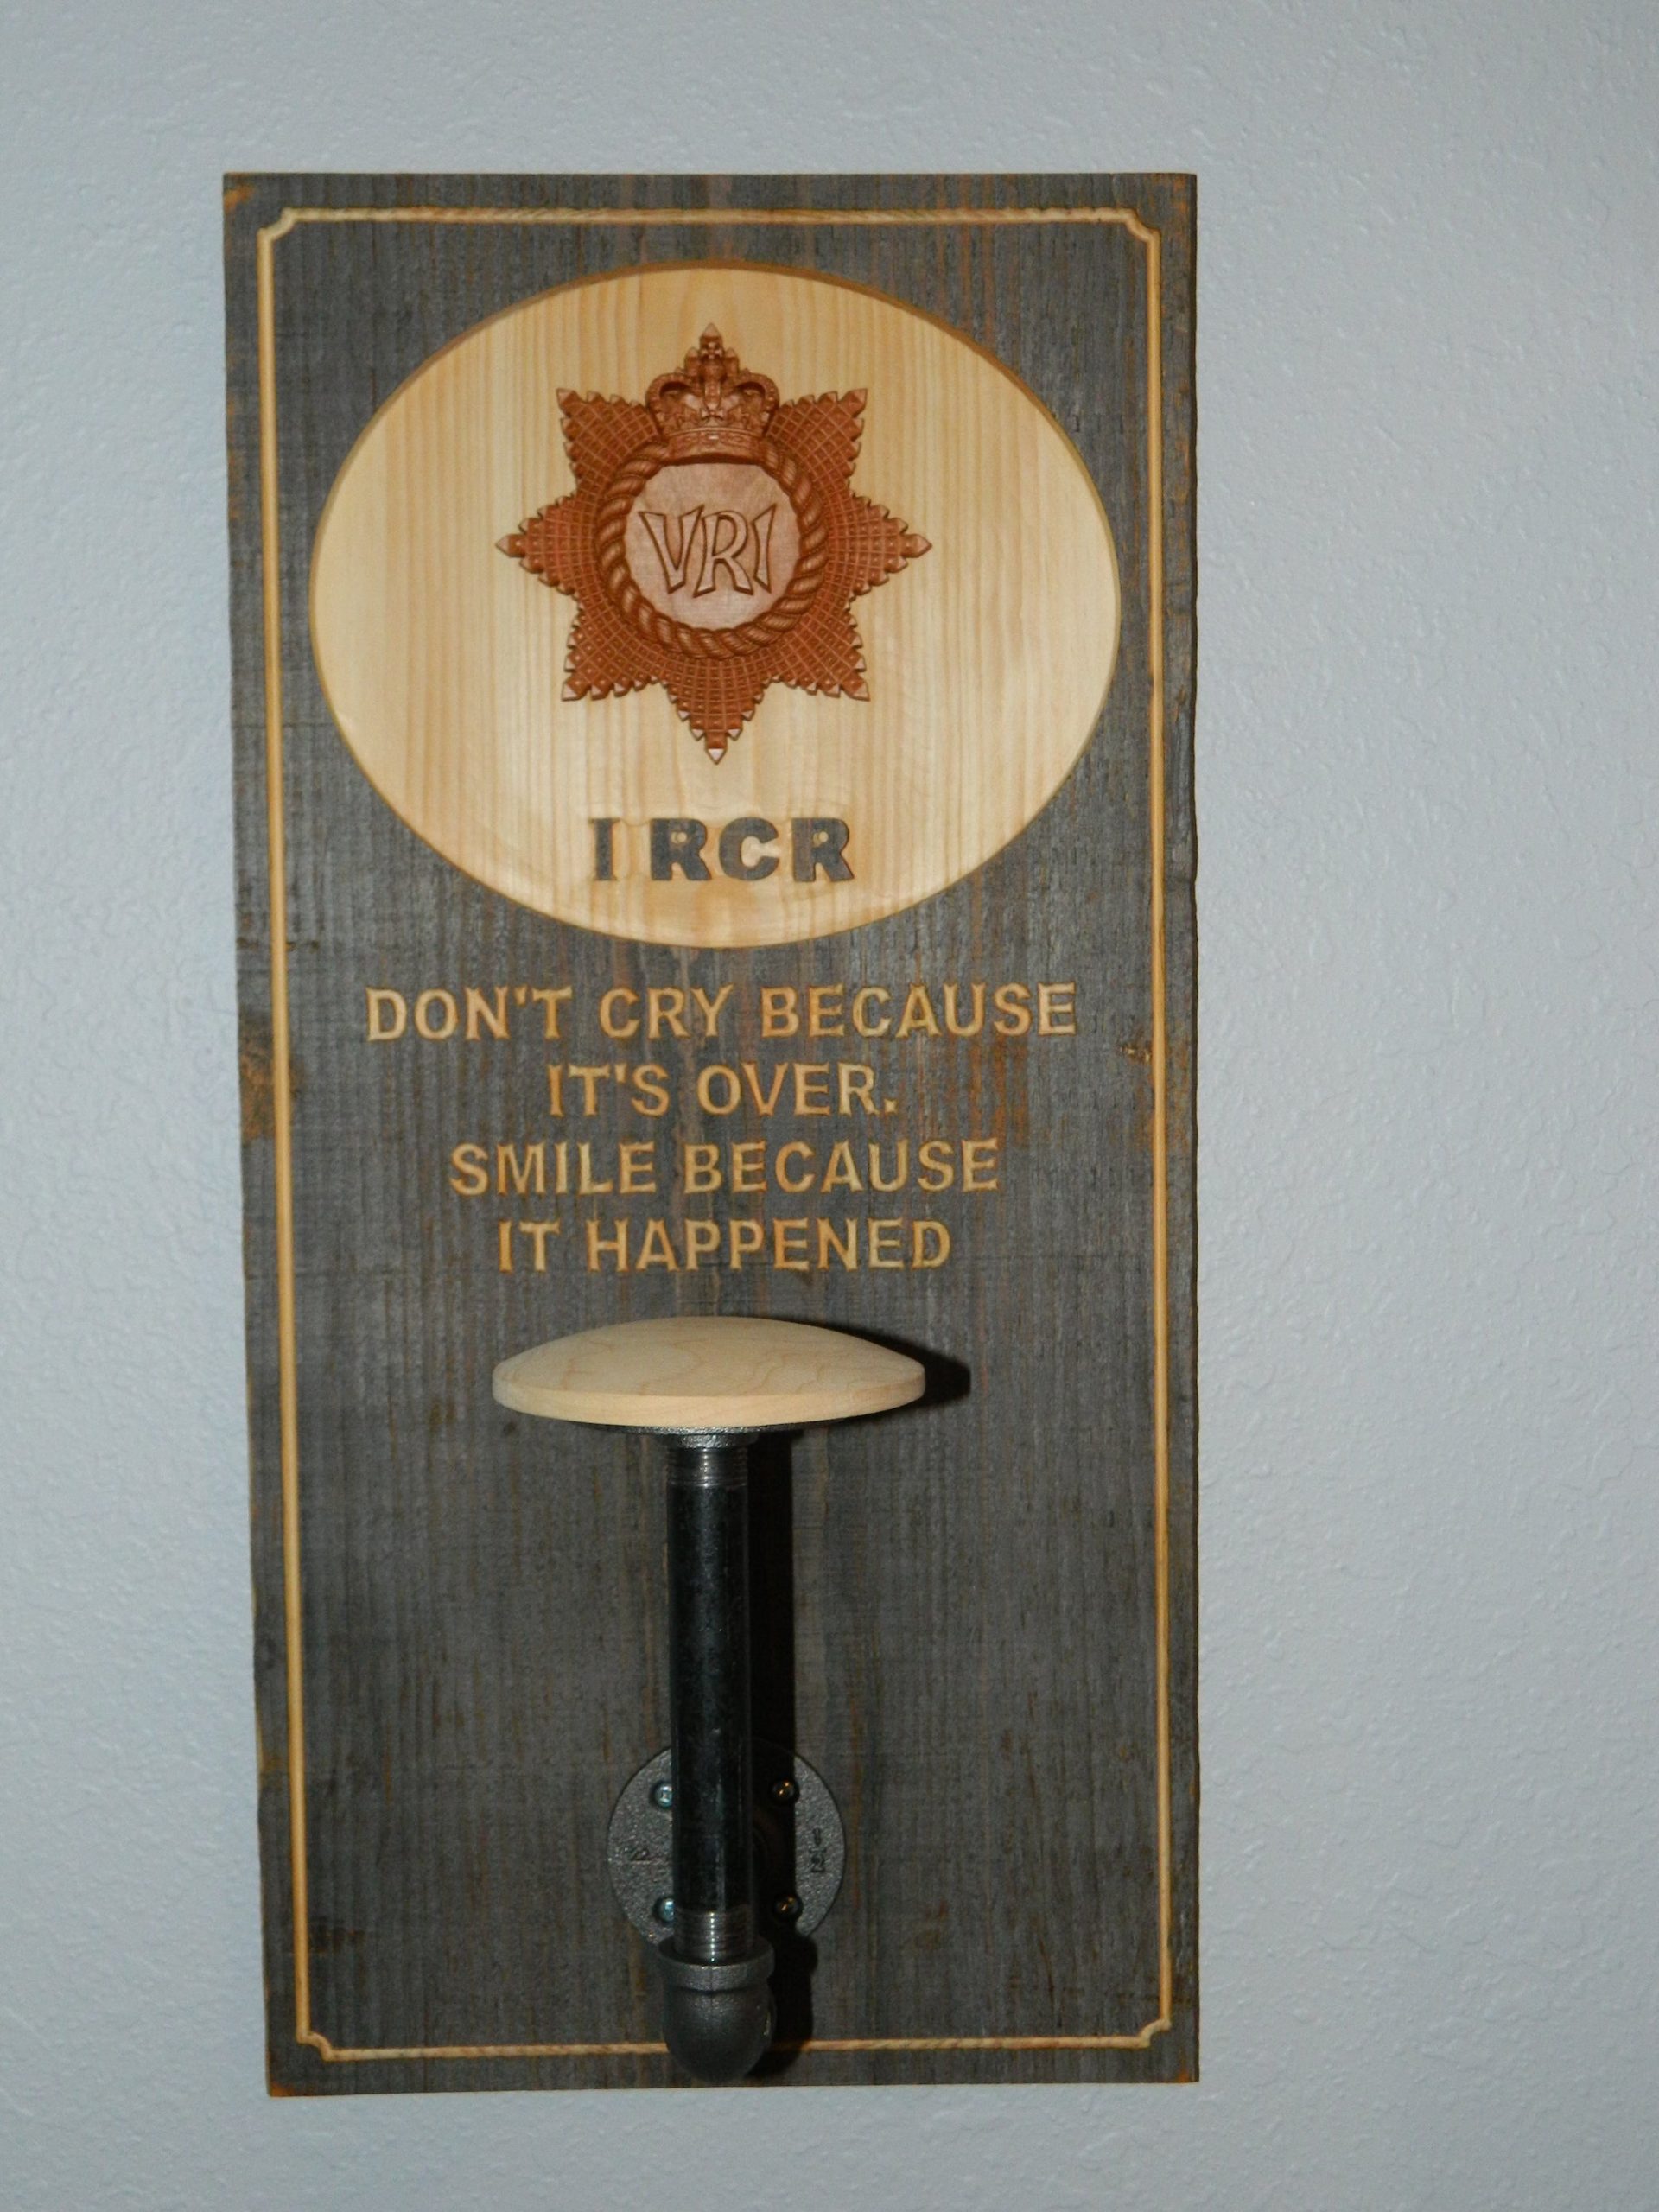 VRI
I RCR
DON'T CRY BECAUSE
IT'S OVER.
SMILE BECAUSE
IT HAPPENED